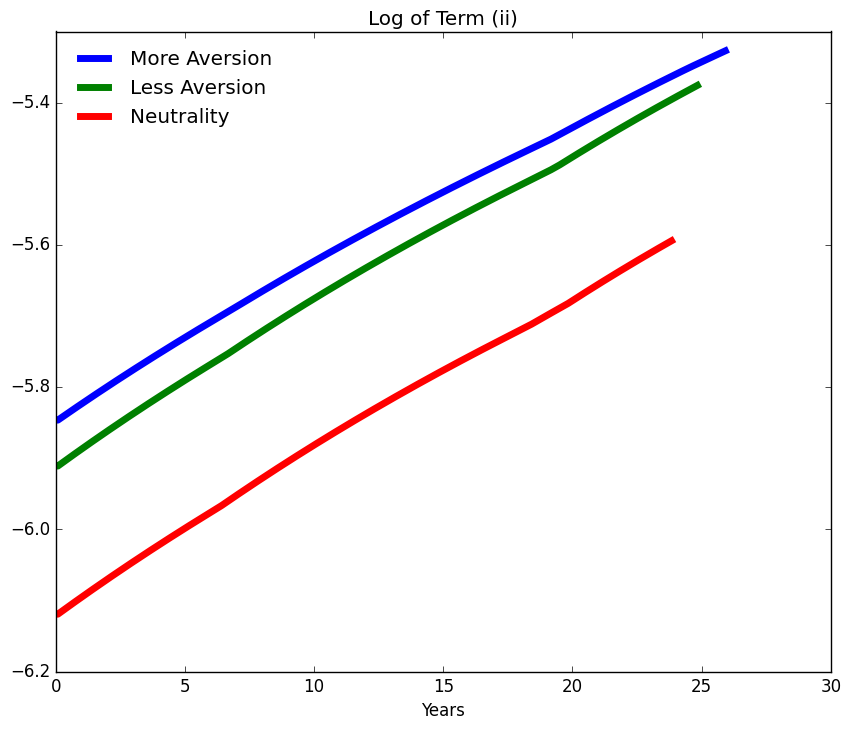 Log of Term (ii)
More Aversion
Less Aversion
Neutrality
−5.4
−5.6
−5.8
−6.0
−6.2
0 5 10 15 20 25 30
Years